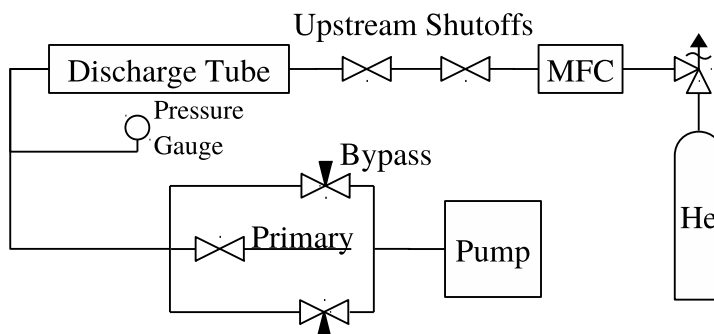 Upstream Shutoffs
Discharge Tube
MFC
Pressure
Gauge
Bypass
He
Primary
Pump